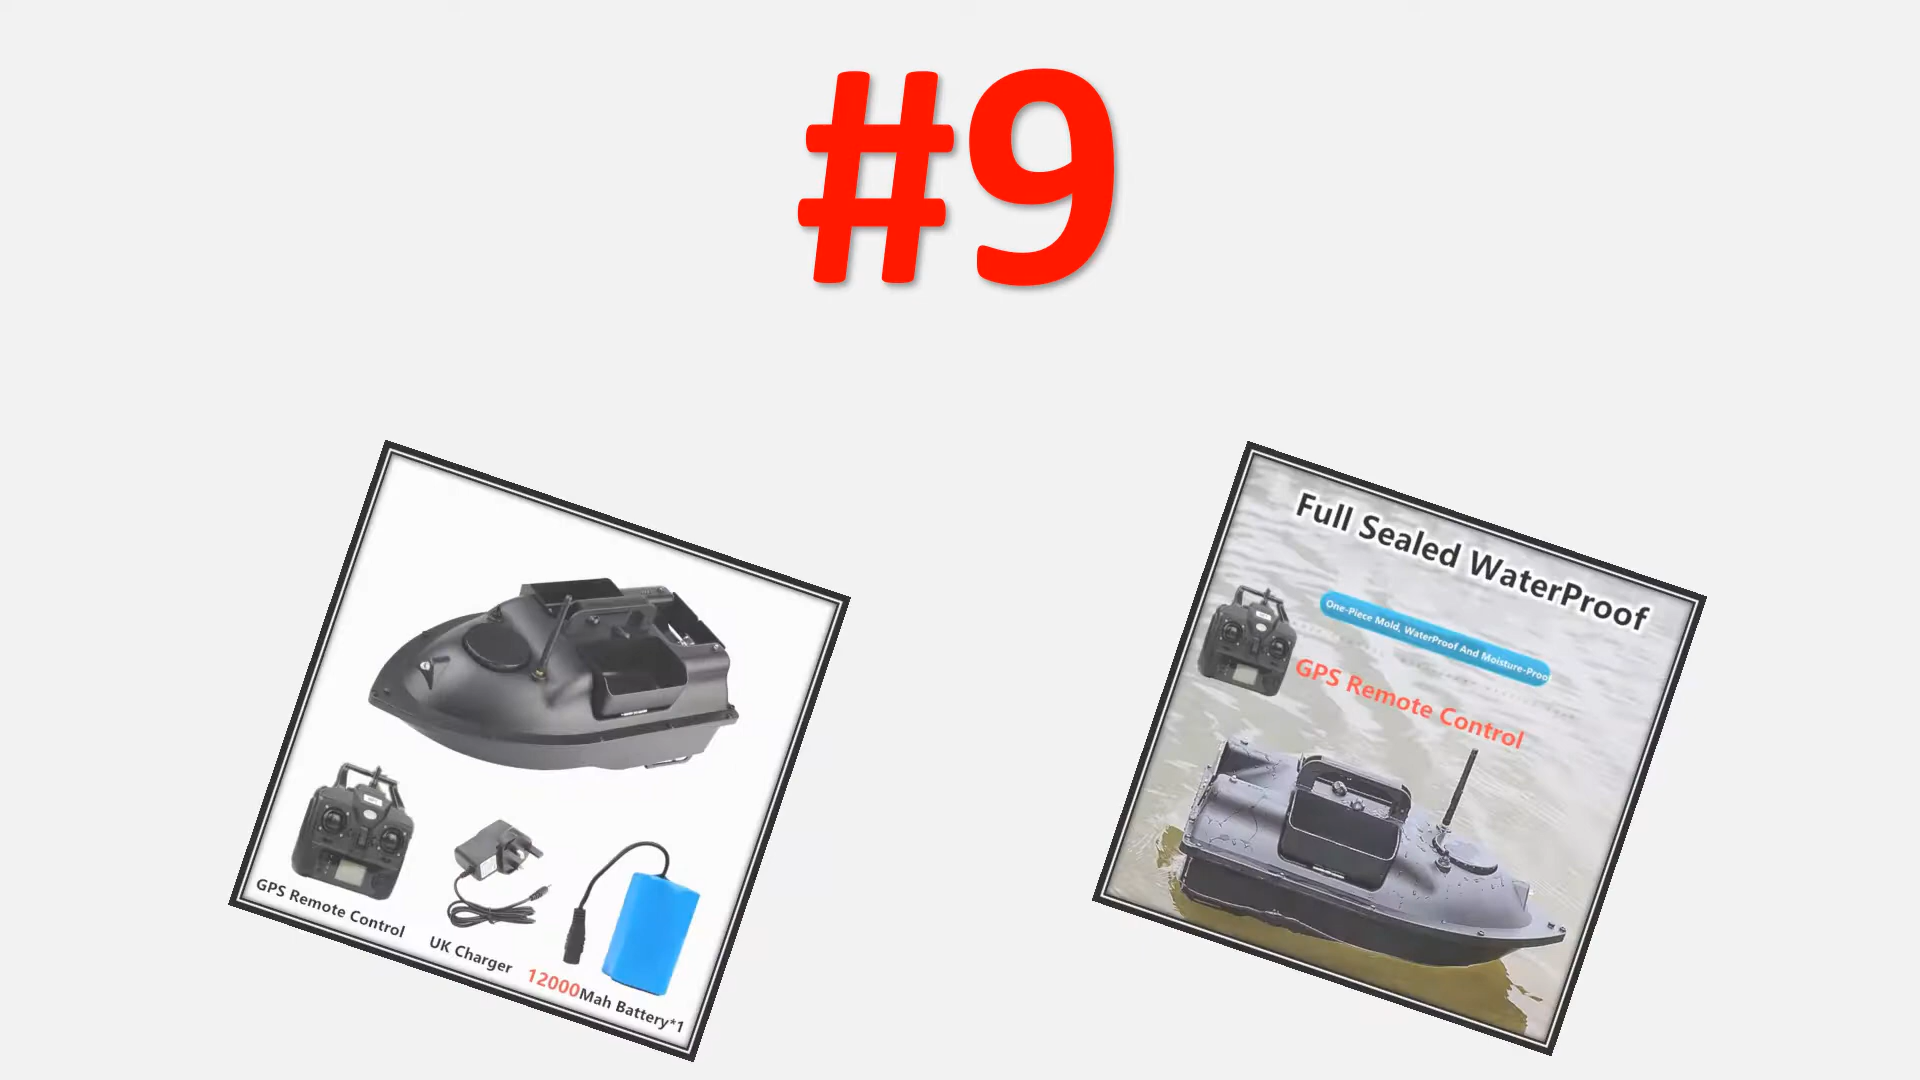 #9
GPS Remote Control
UK Charger
12000Mah Battery*1
Full Sealed WaterProof
One-Piece Mold, WaterProof And Moisture-Proof
GPS Remote Control